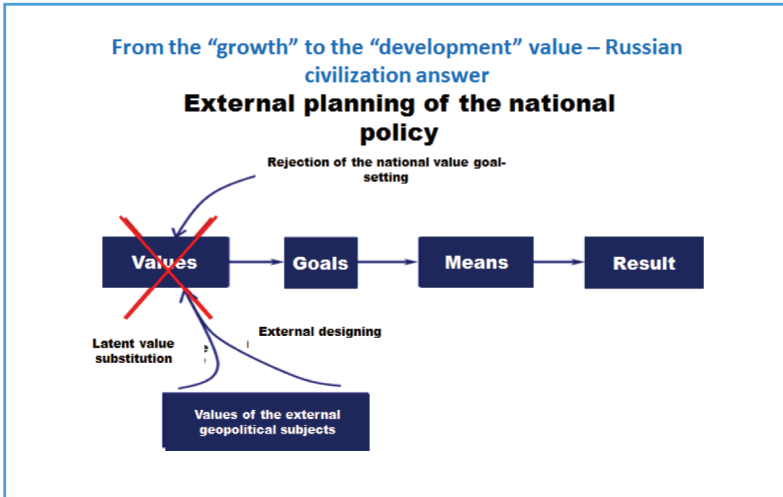 From the “growth” to the “development” value – Russian
civilization answer
External planning of the national
policy
Rejection of the national value goal-
setting
Values
Goals
Means
Result
Latent value
substitution
External designing
Values of the external
geopolitical subjects